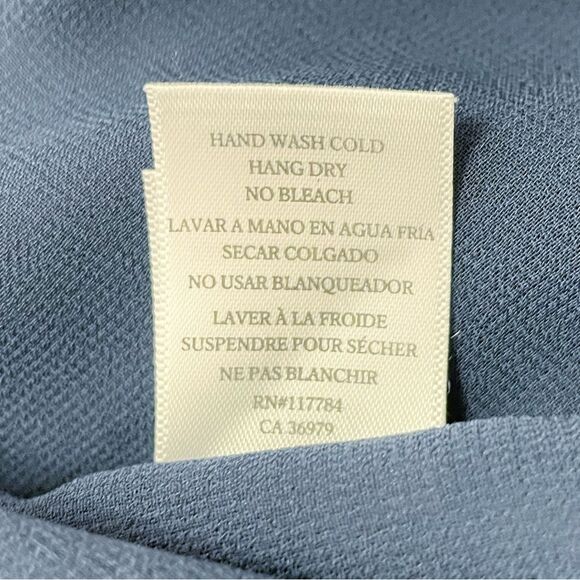 HAND WASH COLD
HANG DRY
NO BLEACH
LAVAR A MANO EN AGUA FRIA
SECAR COLGADO
NO USAR BLANQUEADOR
LAVER À LA FROIDE
SUSPENDRE POUR SÉCHER
NE PAS BLANCHIR
RN#117784
CA 36979